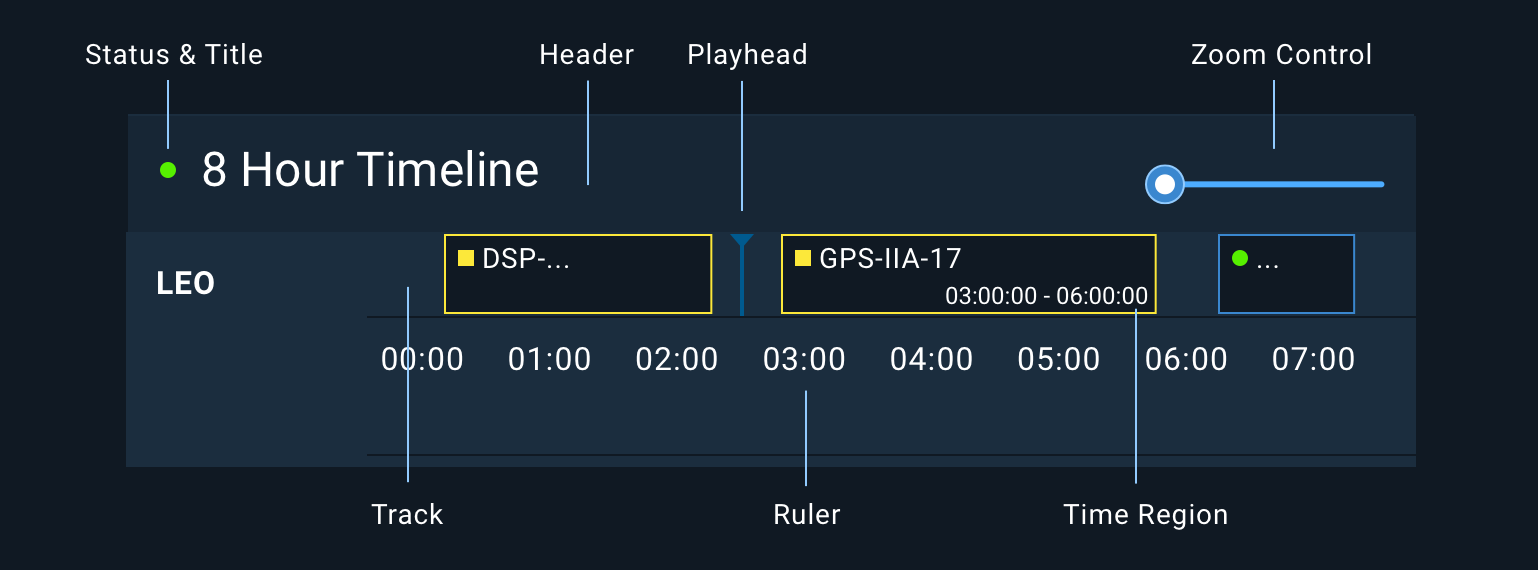 Status & Title Header Playhead Zoom Control
8 Hour Timeline
LEO
DSP-...
GPS-IIA-17
03:00:00 - 06:00:00
...
00:00 01:00 02:00 03:00 04:00 05:00 06:00 07:00
Track Ruler Time Region